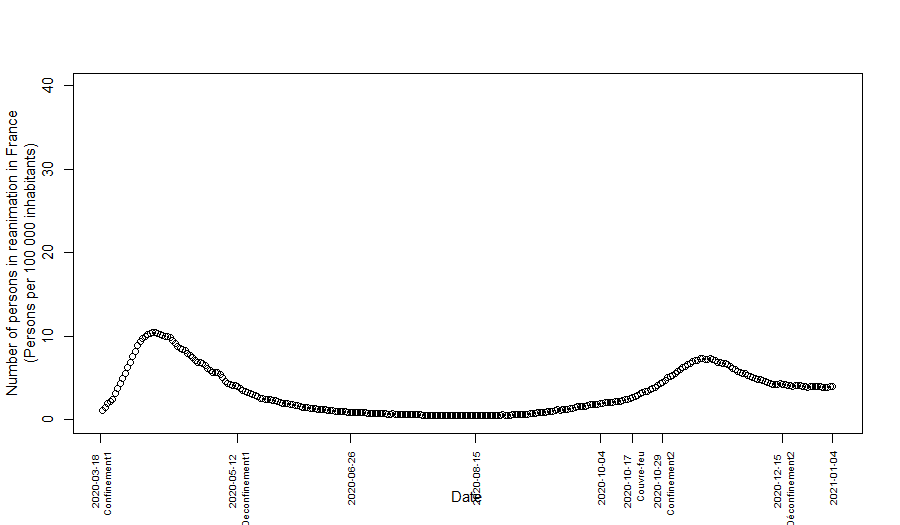 Number of persons in reanimation in France
(Persons per 100 000 inhabitants)
40
30
20
10
0
2020-03-18
Confinement1
2020-05-12
Déconfinement1
2020-06-26
2020-08-15
2020-10-04
2020-10-17
Couvre-feu
2020-10-29
Confinement2
2020-12-15
Déconfinement2
2021-01-04
Date